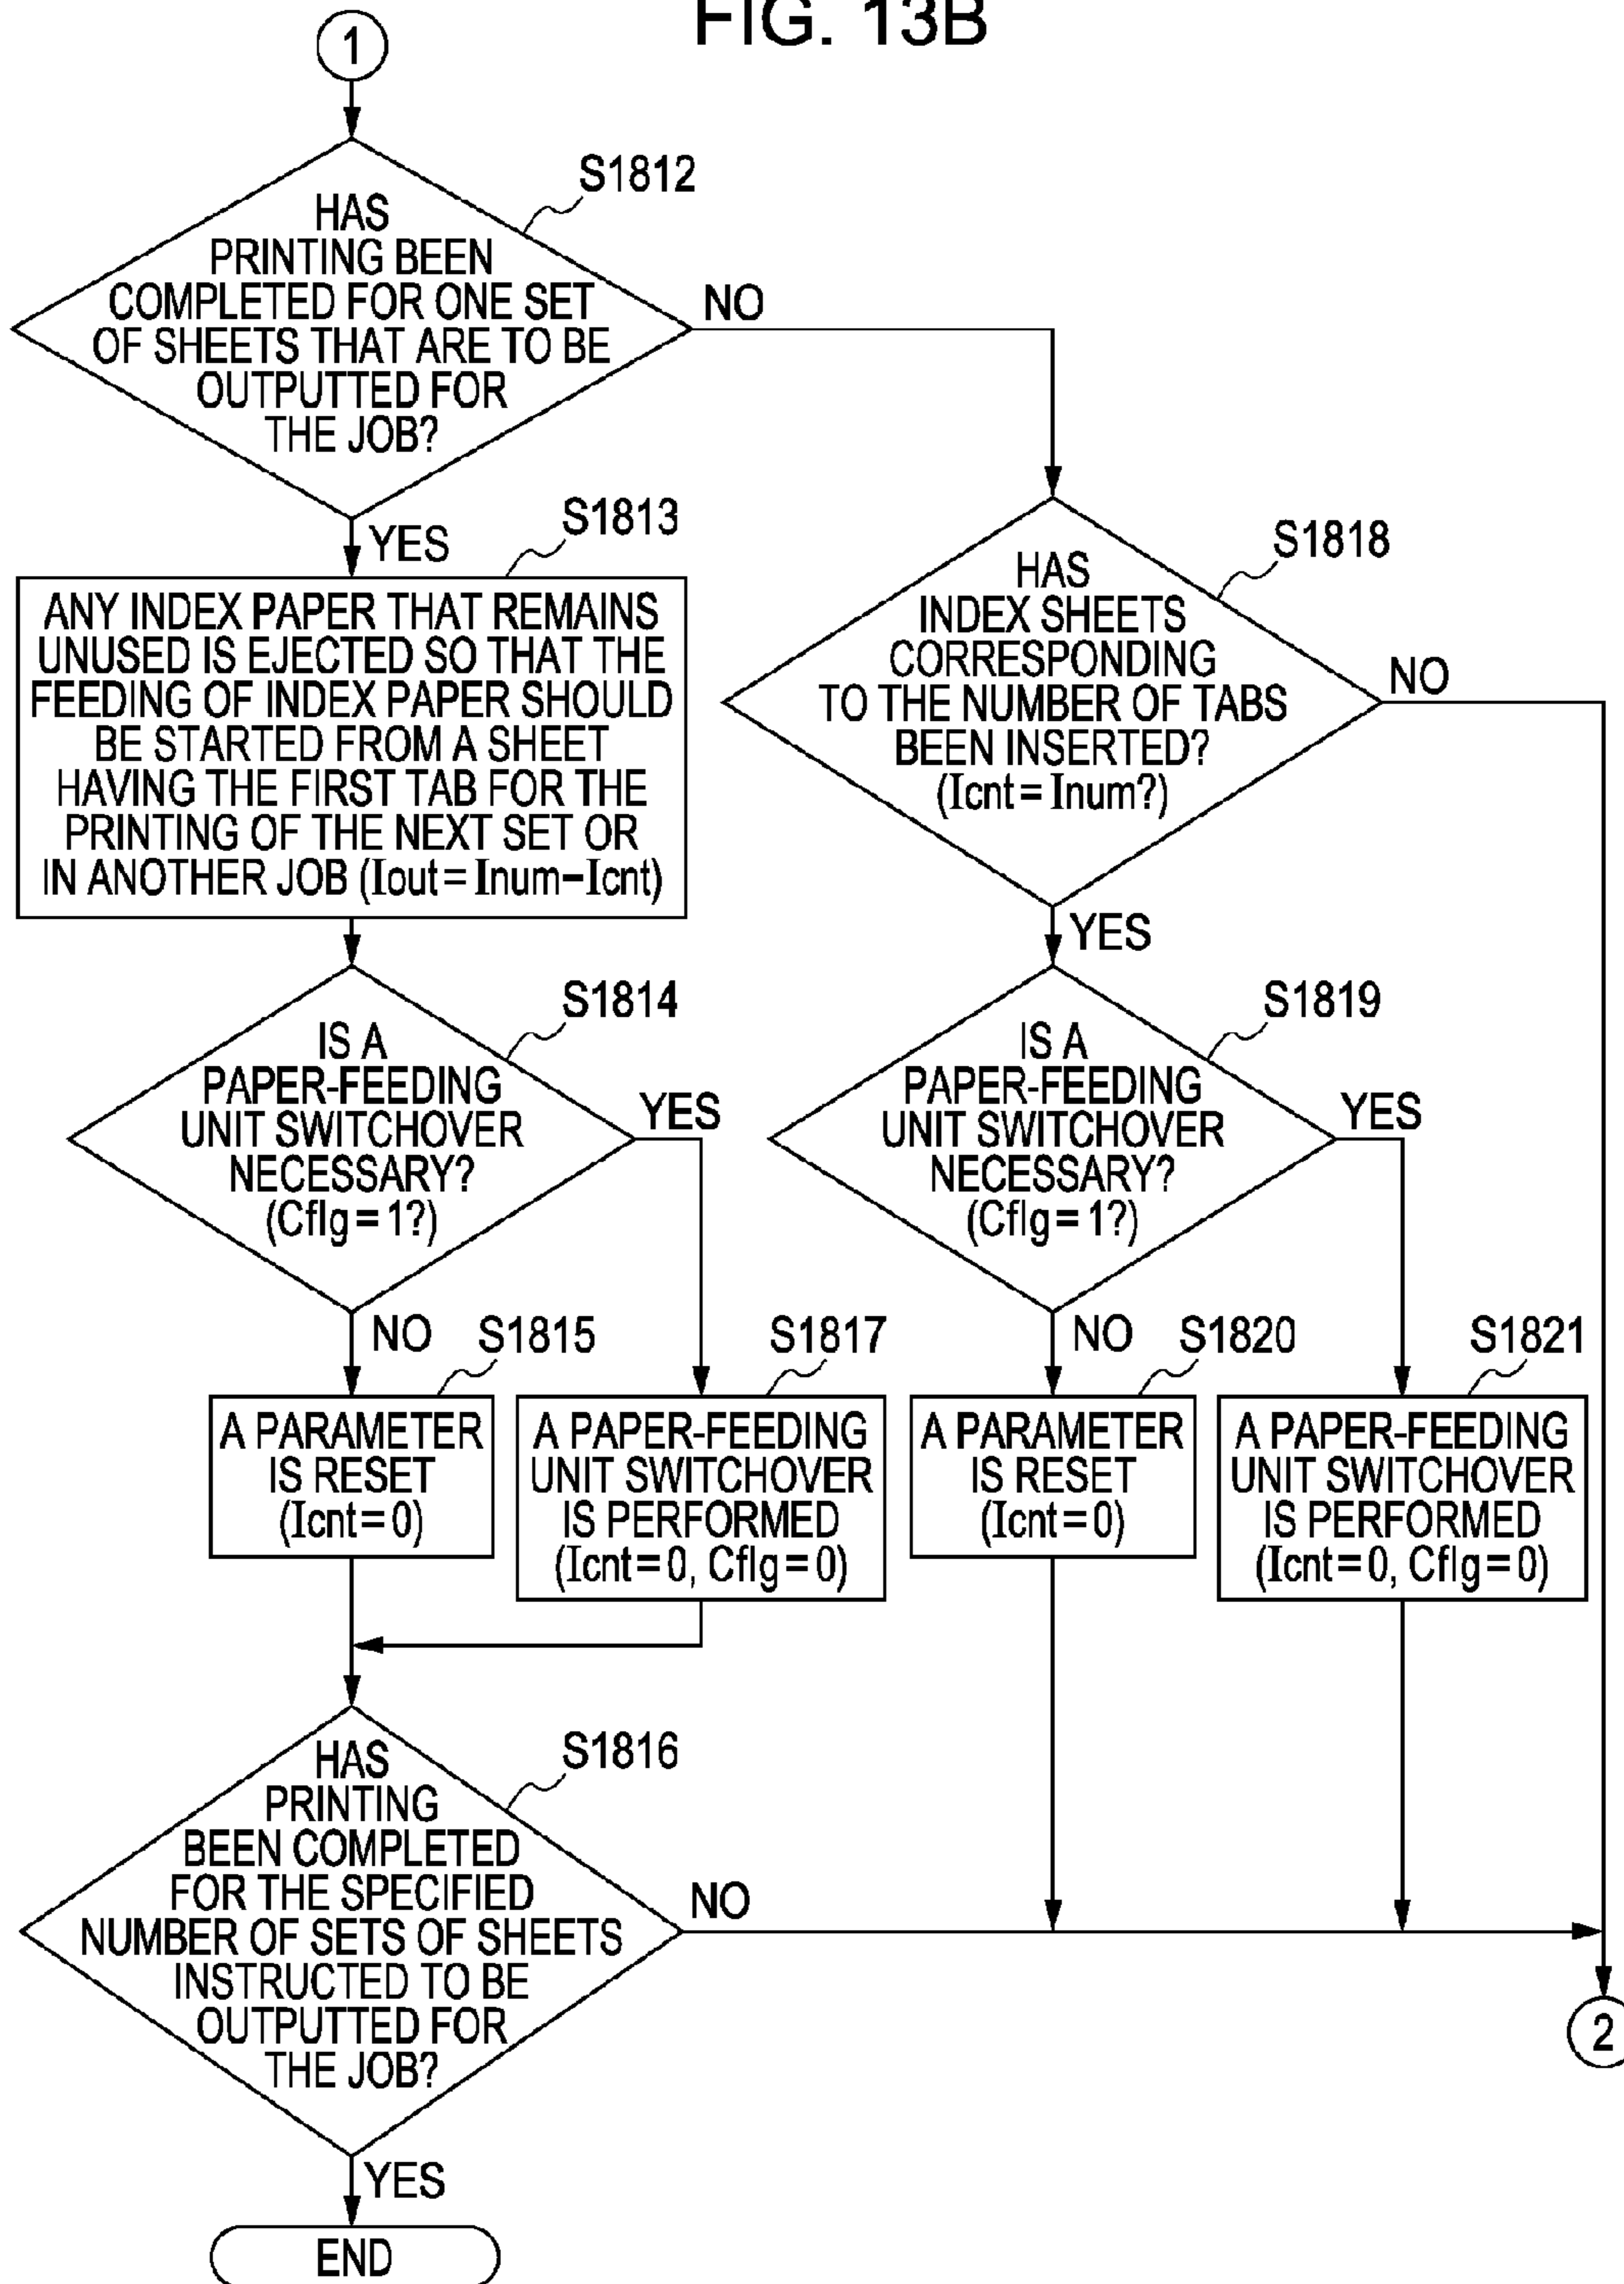 FIG. 13B
1
S1812
HAS
PRINTING BEEN
COMPLETED FOR ONE SET
OF SHEETS THAT ARE TO BE
OUTPUTTED FOR
THE JOB?
NO
YES
S1813
ANY INDEX PAPER THAT REMAINS
UNUSED IS EJECTED SO THAT THE
FEEDING OF INDEX PAPER SHOULD
BE STARTED FROM A SHEET
HAVING THE FIRST TAB FOR THE
PRINTING OF THE NEXT SET OR
IN ANOTHER JOB (Iout = Inum−Icnt)
S1818
HAS
INDEX SHEETS
CORRESPONDING
TO THE NUMBER OF TABS
BEEN INSERTED?
(Icnt = Inum?)
NO
YES
S1814
IS A
PAPER-FEEDING
UNIT SWITCHOVER
NECESSARY?
(Cflg = 1?)
YES
NO
S1819
IS A
PAPER-FEEDING
UNIT SWITCHOVER
NECESSARY?
(Cflg = 1?)
YES
NO
S1815
A PARAMETER
IS RESET
(Icnt = 0)
S1817
A PAPER-FEEDING
UNIT SWITCHOVER
IS PERFORMED
(Icnt = 0, Cflg = 0)
S1820
A PARAMETER
IS RESET
(Icnt = 0)
S1821
A PAPER-FEEDING
UNIT SWITCHOVER
IS PERFORMED
(Icnt = 0, Cflg = 0)
S1816
HAS
PRINTING
BEEN COMPLETED
FOR THE SPECIFIED
NUMBER OF SETS OF SHEETS
INSTRUCTED TO BE
OUTPUTTED FOR
THE JOB?
NO
2
YES
END